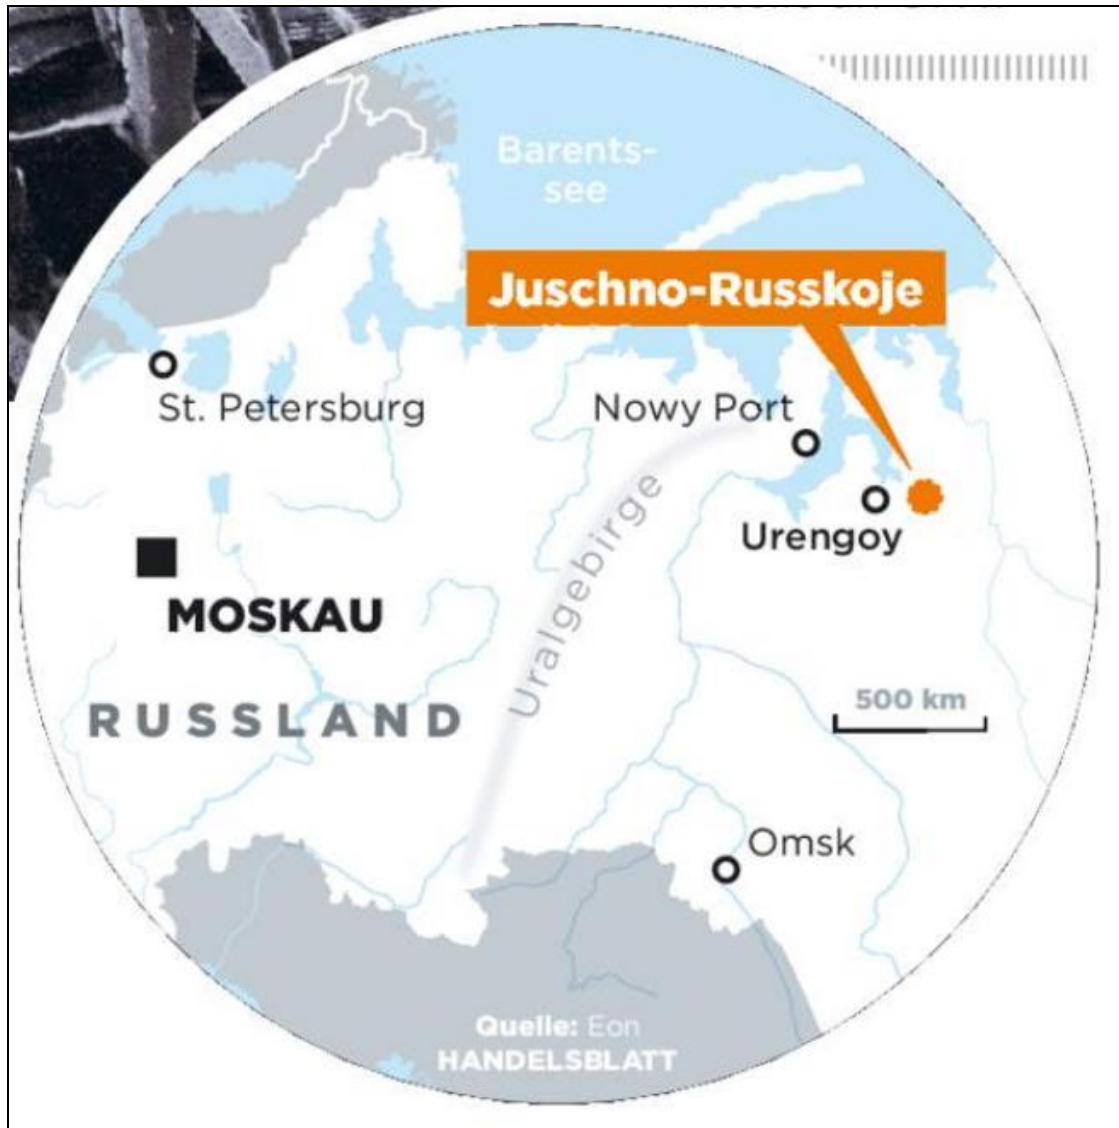 Barents-
see
Juschno-Russkoje
St. Petersburg
Nowy Port
Uralgebirge
Urengoy
MOSKAU
RUSSLAND
500 km
Omsk
Quelle: Eon
HANDELSBLATT